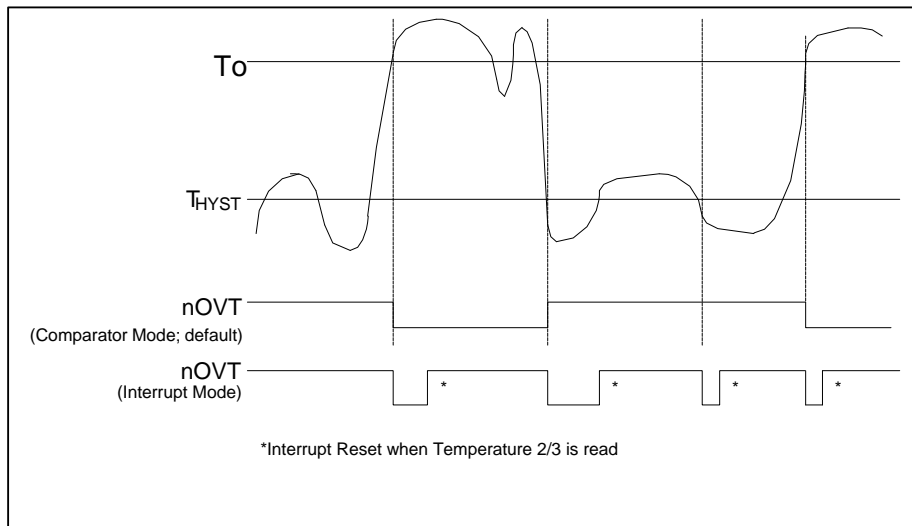 To
THYST
nOVT
(Comparator Mode; default)
nOVT
(Interrupt Mode)
* * * *
*Interrupt Reset when Temperature 2/3 is read